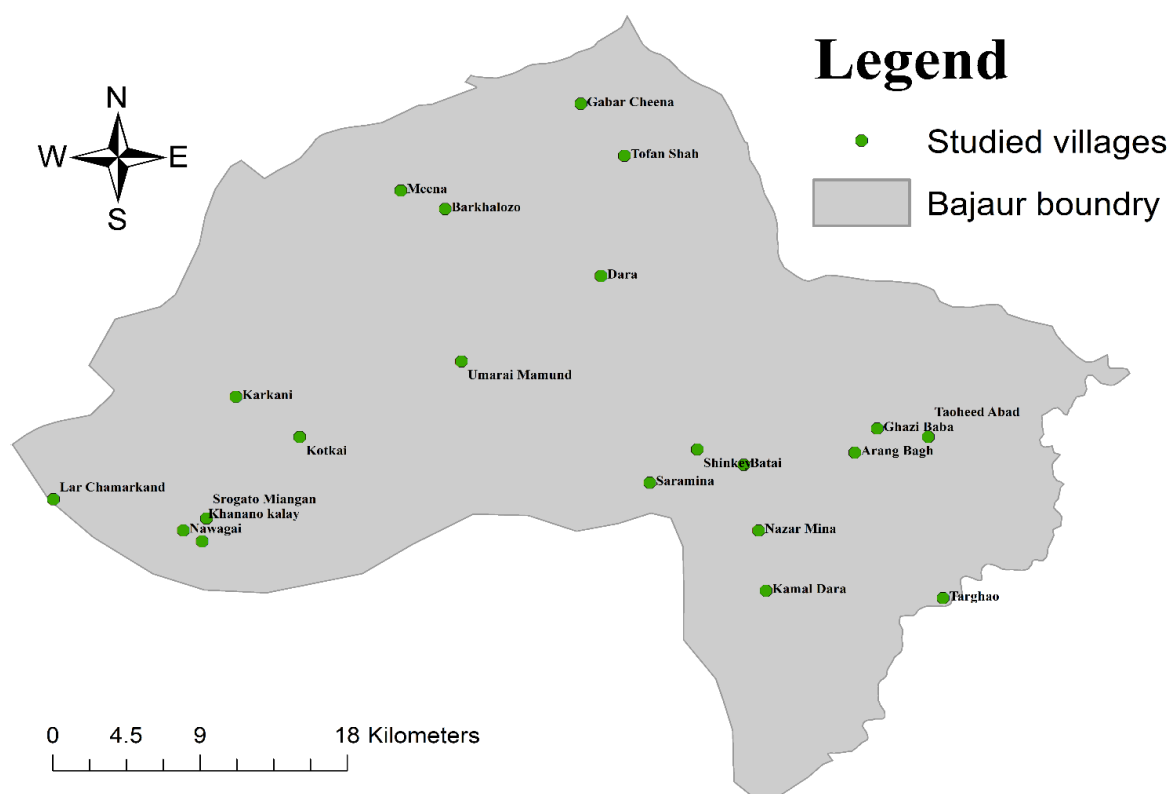 Legend
Studied villages
Bajaur boundry
N
W E
S
Gabar Cheena
Tofan Shah
Meena
Barkhalozo
Dara
Umarai Mamund
Karkani
Kotkai
Taoheed Abad
Ghazi Baba
Arang Bagh
Shinkey
Batai
Saramina
Lar Chamarkand
Srogato Miangan
Khanano kalay
Nawagai
Nazar Mina
Kamal Dara
Targhao
0 4.5 9 18 Kilometers